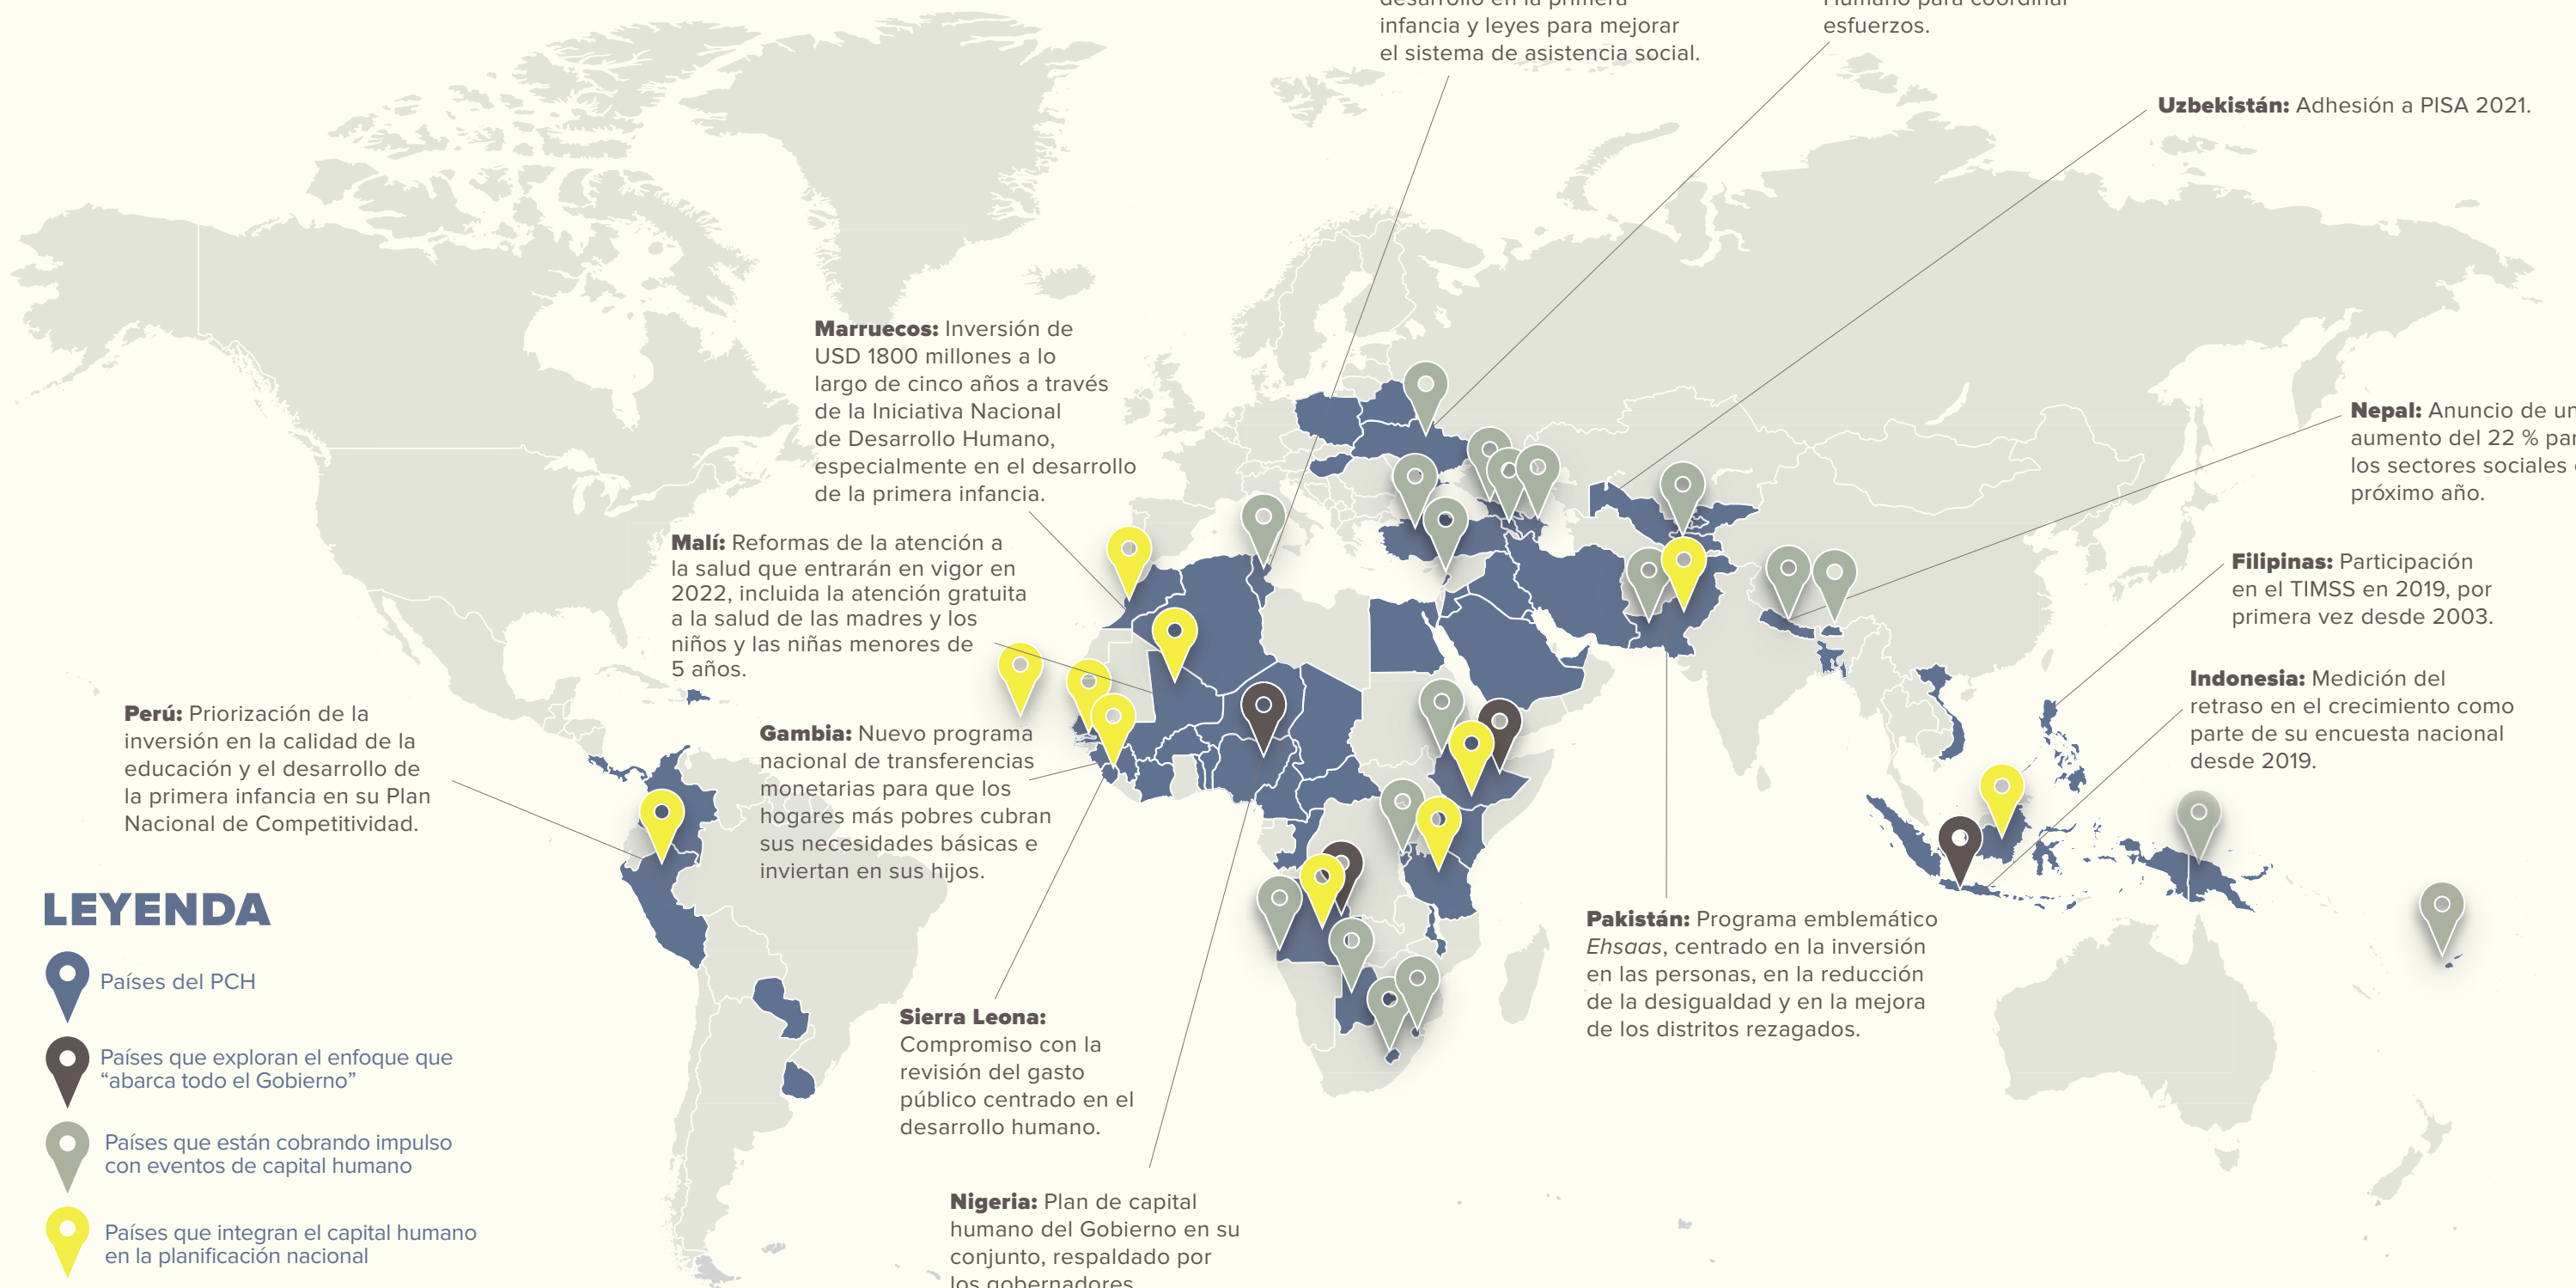 desarrollo en la primera
infancia y leyes para mejorar
el sistema de asistencia social.
Humano para coordinar
esfuerzos.
Uzbekistán: Adhesión a PISA 2021.
Marruecos: Inversión de
USD 1800 millones a lo
largo de cinco años a través
de la Iniciativa Nacional
de Desarrollo Humano,
especialmente en el desarrollo
de la primera infancia.
Nepal: Anuncio de un
aumento del 22 %
los sectores sociales
próximo año.
Malí: Reformas de la atención a
la salud que entrarán en vigor en
2022, incluida la atención gratuita
a la salud de las madres y los
niños y las niñas menores de
5 años.
Filipinas: Participación
en el TIMSS en 2019, por
primera vez desde 2003.
Indonesia: Medición del
retraso en el crecimiento como
parte de su encuesta nacional
desde 2019.
Perú: Priorización de la
inversión en la calidad de la
educación y el desarrollo de
la primera infancia en su Plan
Nacional de Competitividad.
Gambia: Nuevo programa
nacional de transferencias
monetarias para que los
hogares más pobres cubran
sus necesidades básicas e
inviertan en sus hijos.
Pakistán: Programa emblemático
Ehsaas, centrado en la inversión
en las personas, en la reducción
de la desigualdad y en la mejora
de los distritos rezagados.
Sierra Leona:
Compromiso con la
revisión del gasto
público centrado en el
desarrollo humano.
Nigeria: Plan de capital
humano del Gobierno en su
conjunto, respaldado por
los gobernadores
LEYENDA
Países del PCH
Países que exploran el enfoque que
“abarca todo el Gobierno”
Países que están cobrando impulso
con eventos de capital humano
Países que integran el capital humano
en la planificación nacional